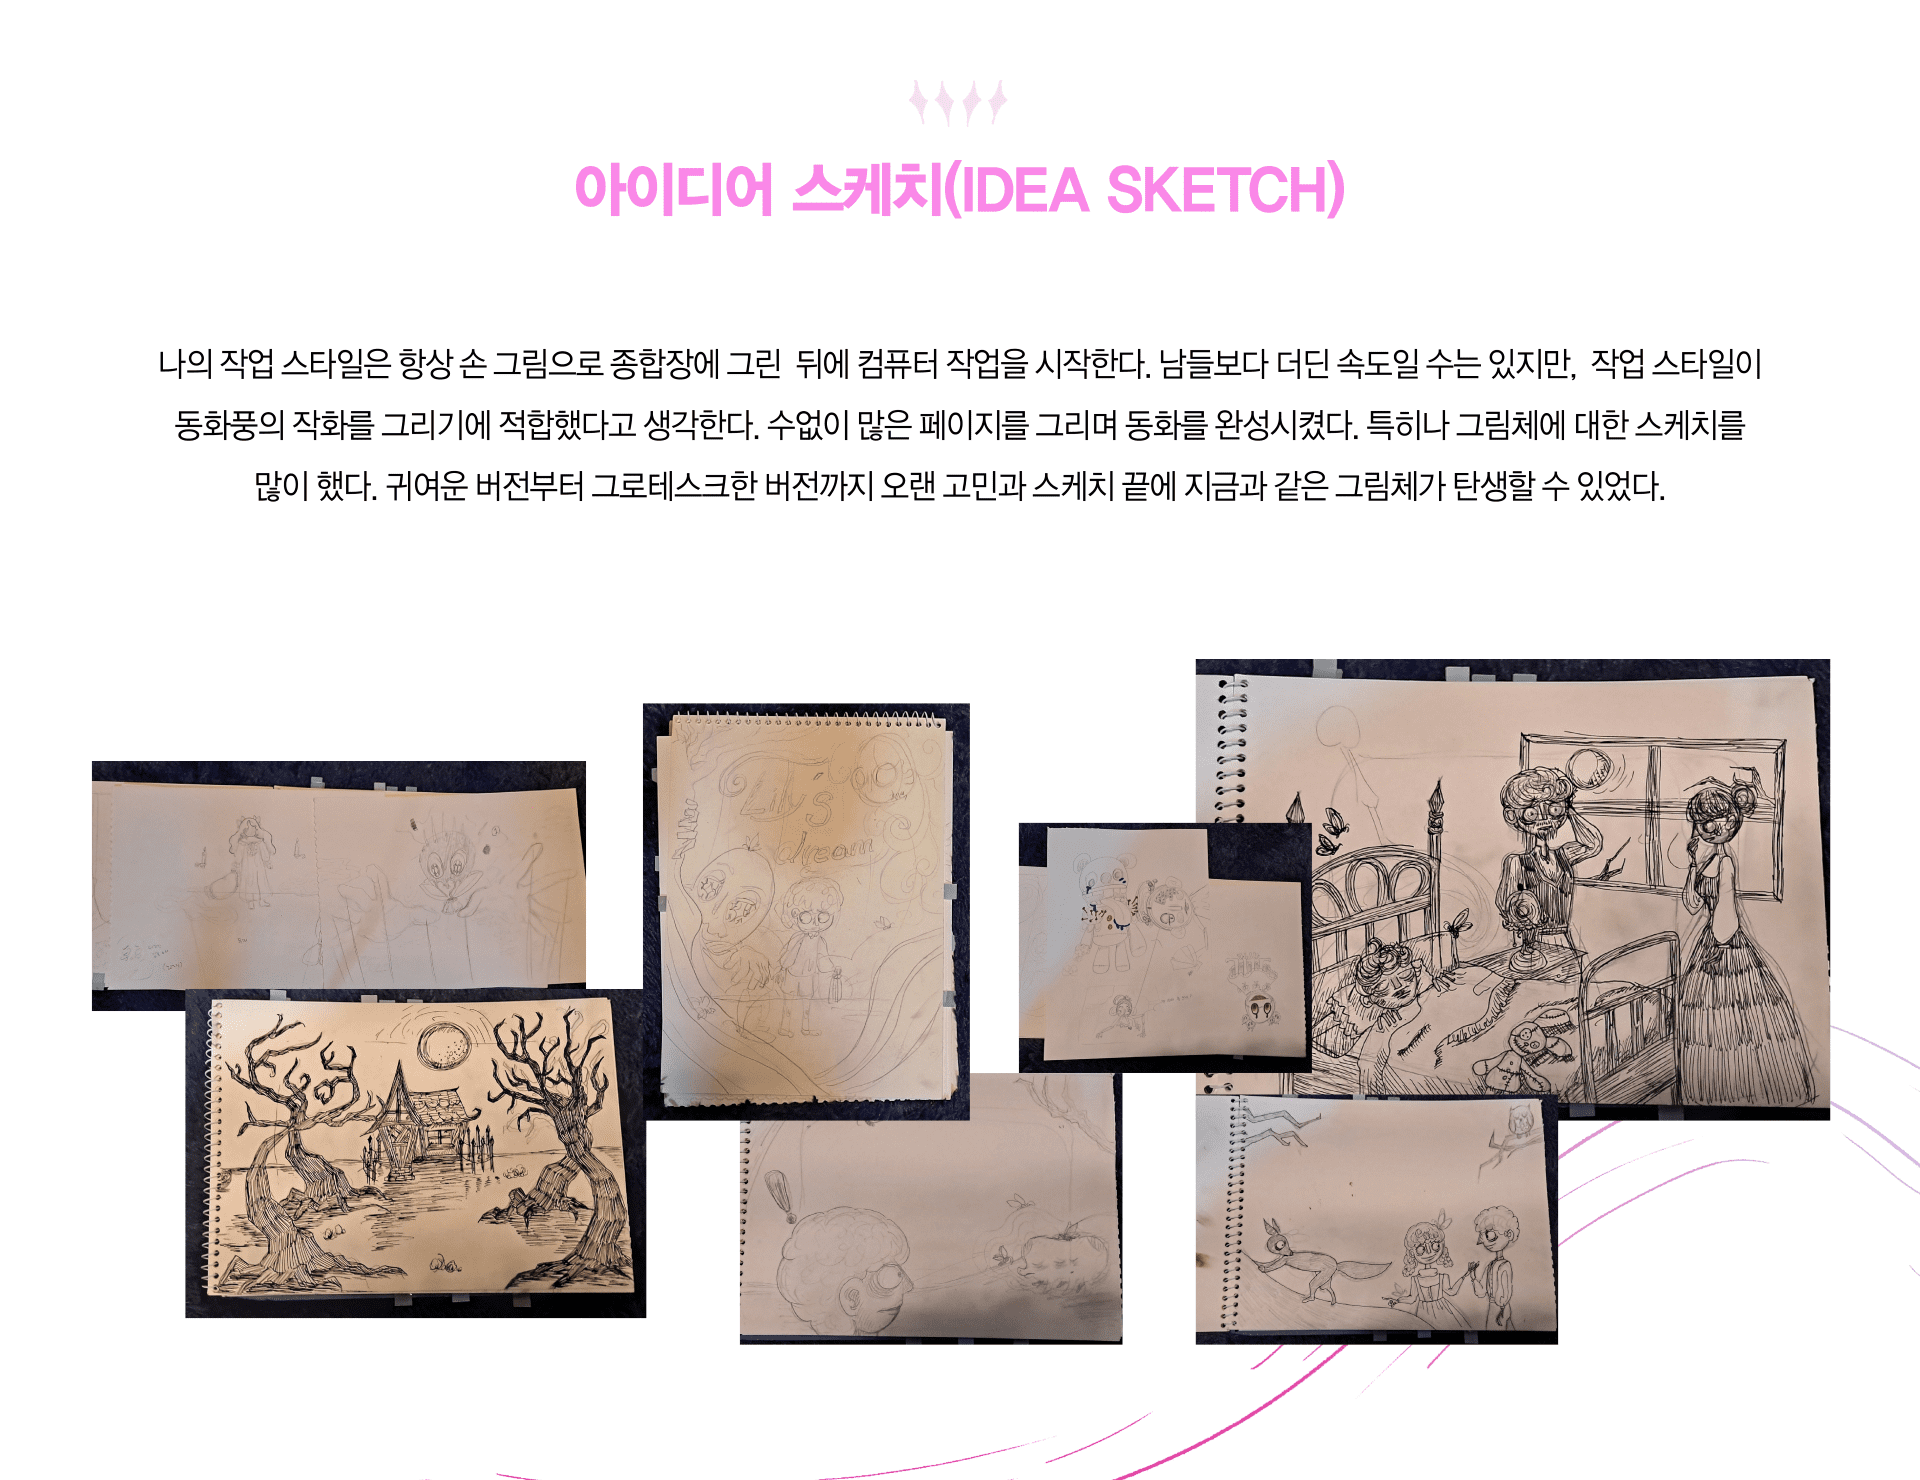 아이디어 스케치(IDEA SKETCH)
나의 작업 스타일은 항상 손 그림으로 종합장에 그린 뒤에 컴퓨터 작업을 시작한다. 남들보다 더딘 속도일 수는 있지만, 작업 스타일이
동화풍의 작화를 그리기에 적합했다고 생각한다. 수없이 많은 페이지를 그리며 동화를 완성시켰다. 특히나 그림체에 대한 스케치를
많이 했다. 귀여운 버전부터 그로테스크한 버전까지 오랜 고민과 스케치 끝에 지금과 같은 그림체가 탄생할 수 있었다.
Lily's
dream